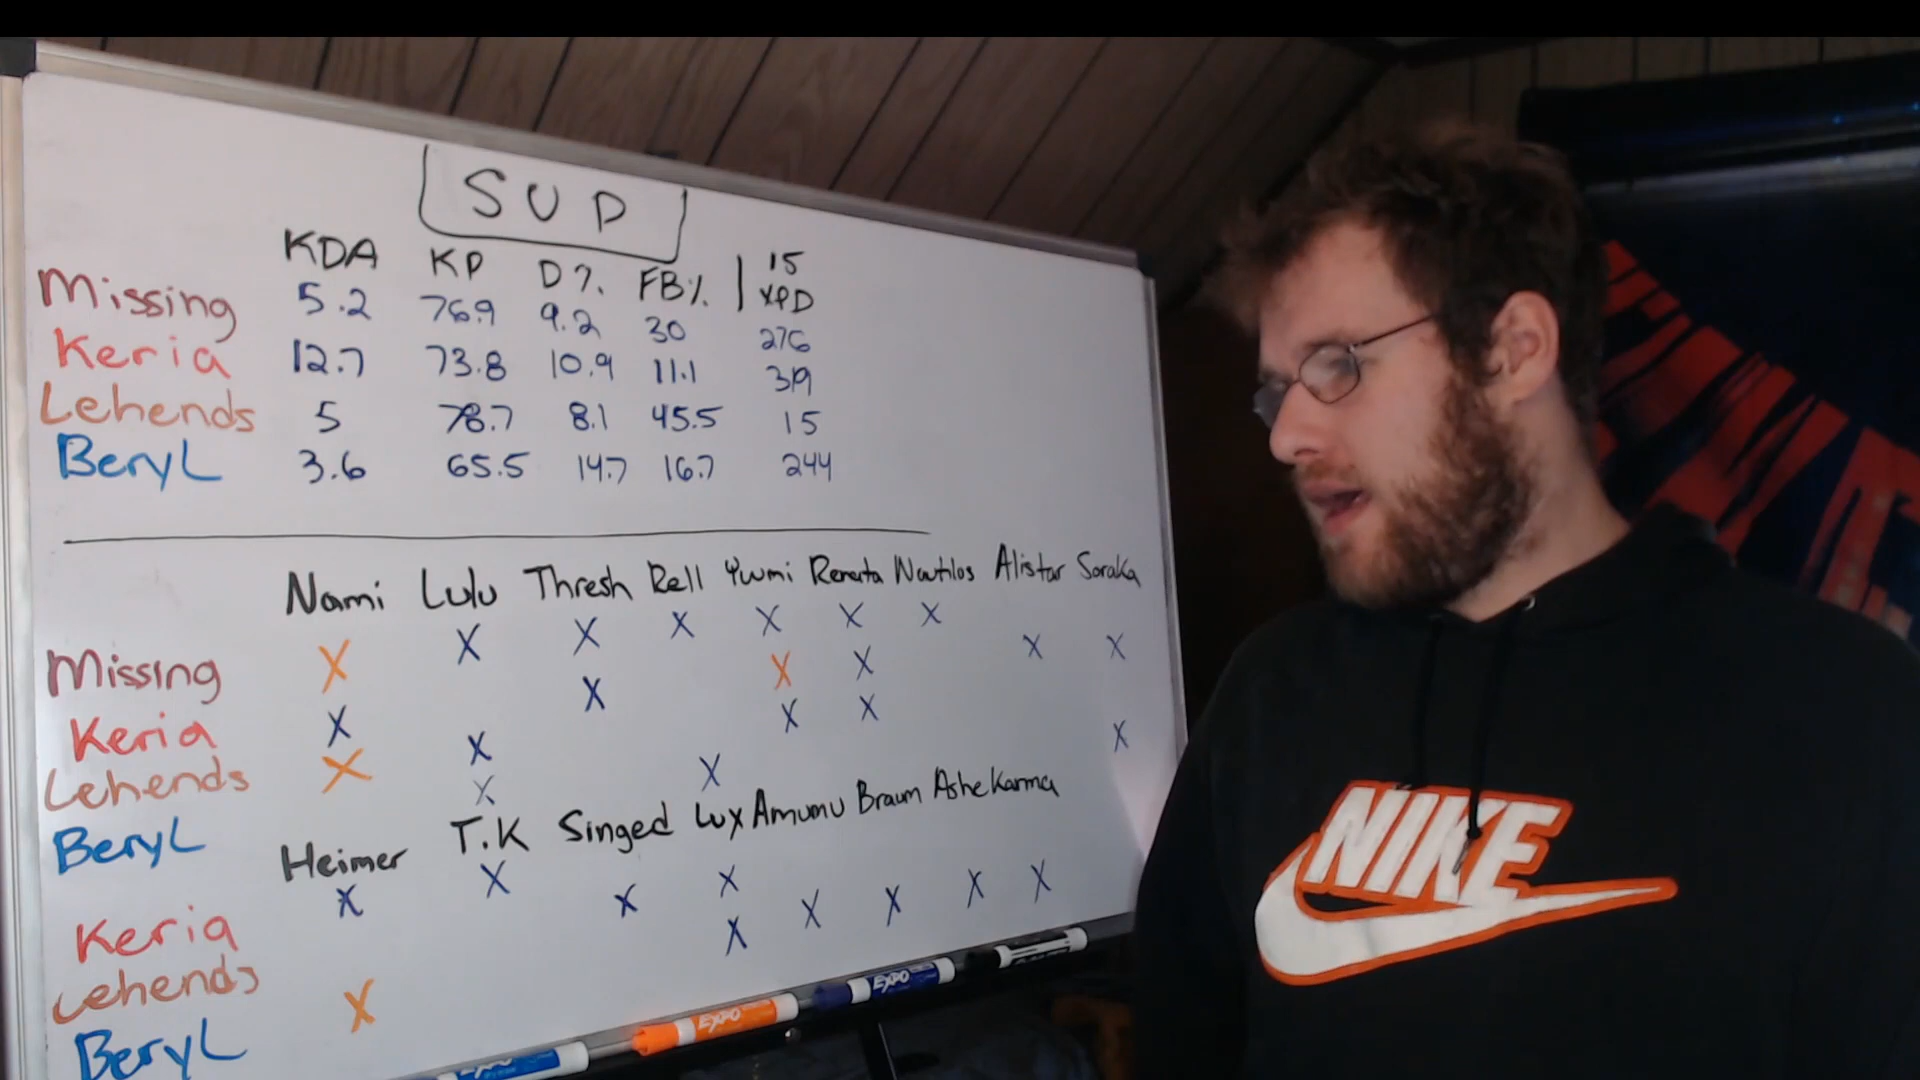 SUP
KDA KP D%. FB% | 15 XPD
Missing 5.2 76.9 9.2 30 276
Keria 12.7 73.8 10.9 11.1 319
Lehends 5 78.7 8.1 45.5 15
BeryL 3.6 65.5 14.7 16.7 244
Nami Lulu Thresh Rell Yumi Renata Nautilos Alistar Soraka
Missing X X X X X X X
Keria X X X X X X
Lehends X X X X X
BeryL X X
Heimer T.K Singed Lux Amumu Braum Ashe Karma
Keria X X X X X X X X
Lehends X
BeryL X
NIKE
EXPO
EXPO